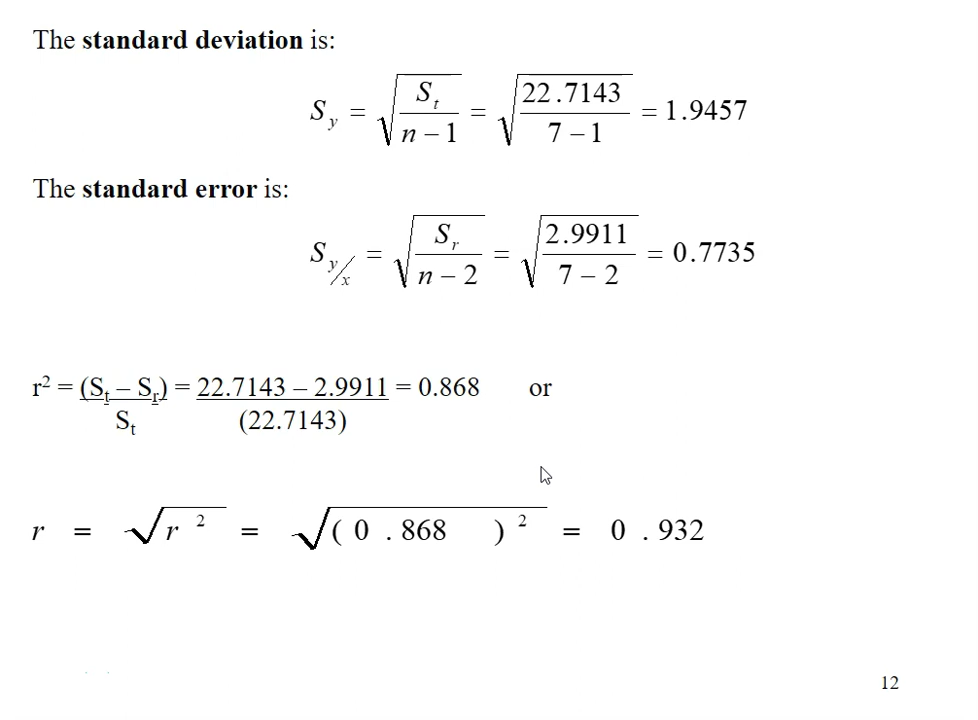 The standard deviation is:
S_y = √(S_t / (n − 1)) = √(22.7143 / (7 − 1)) = 1.9457
The standard error is:
S_y/x = √(S_r / (n − 2)) = √(2.9911 / (7 − 2)) = 0.7735
r² = (S_t – S_r) = 22.7143 – 2.9911 = 0.868 or
S_t (22.7143)
r = √r² = √(0.868)² = 0.932
12